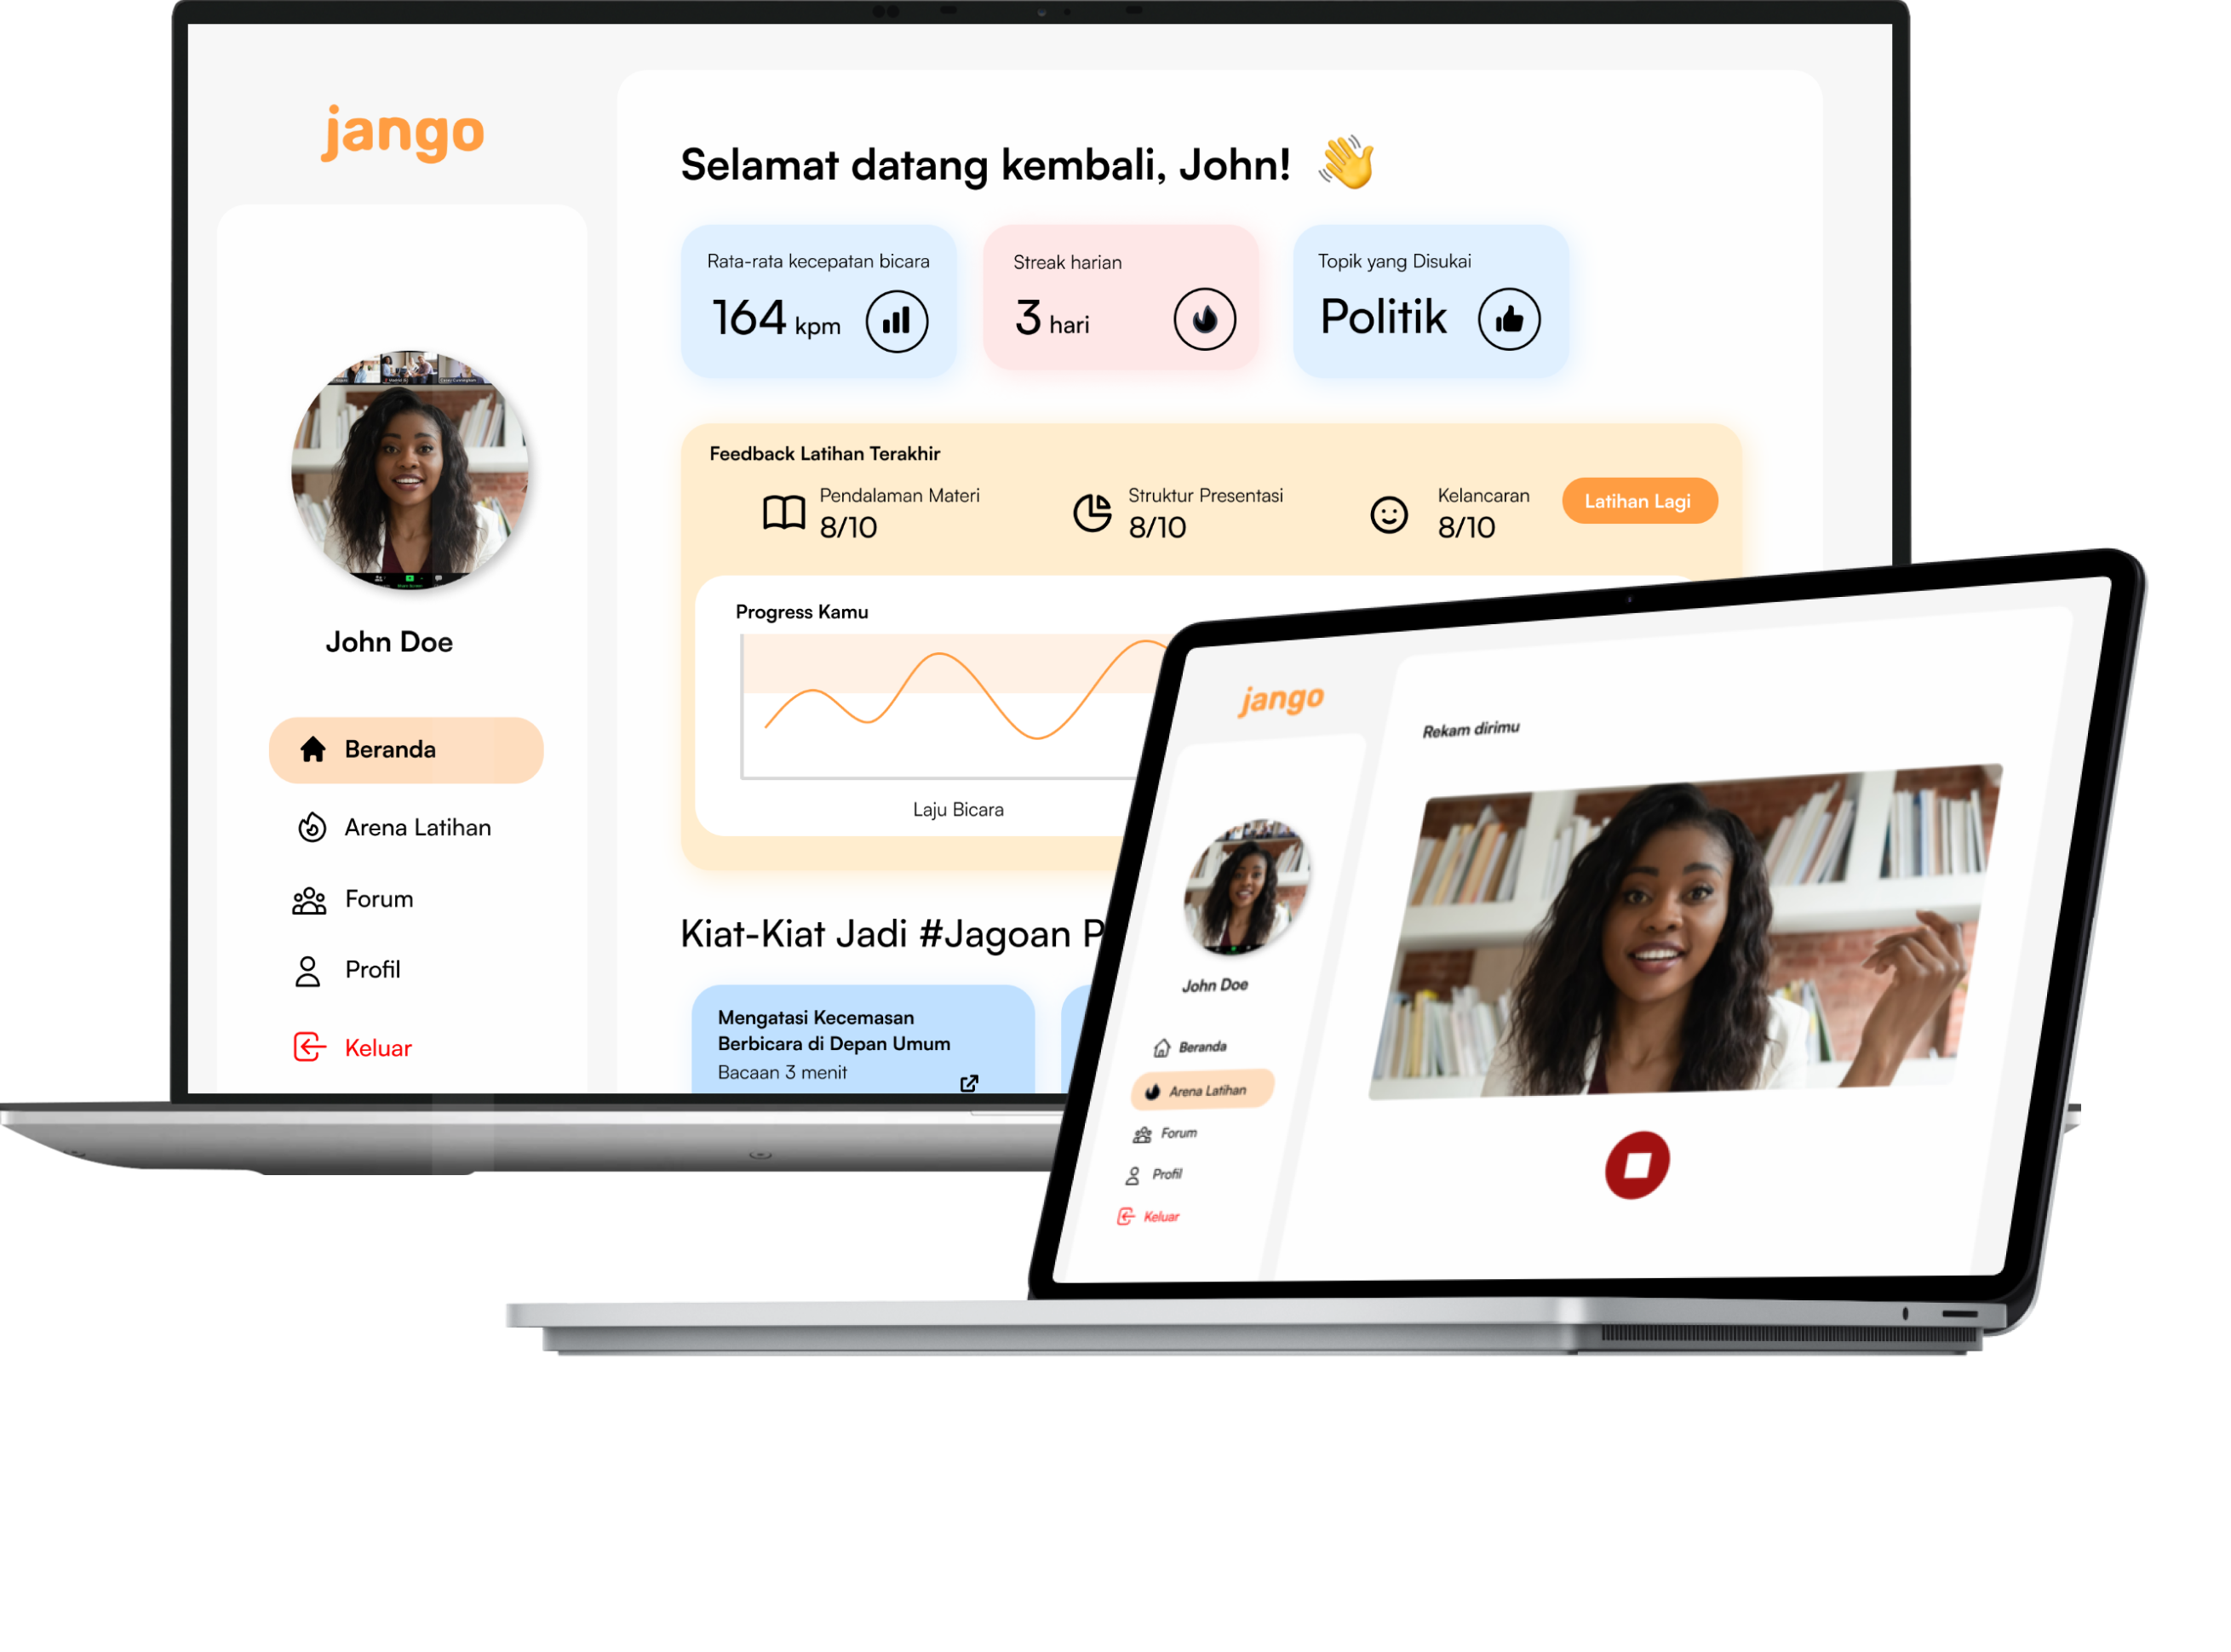 jango
Selamat datang kembali, John!
Rata-rata kecepatan bicara
164 kpm
Streak harian
3 hari
Topik yang Disukai
Politik
Feedback Latihan Terakhir
Pendalaman Materi
8/10
Struktur Presentasi
8/10
Kelancaran
8/10
Latihan Lagi
Progress Kamu
Laju Bicara
John Doe
Beranda
Arena Latihan
Forum
Profil
Keluar
Kiat-Kiat Jadi #Jagoan P
Mengatasi Kecemasan
Berbicara di Depan Umum
Bacaan 3 menit
jango
Rekam dirimu
John Doe
Beranda
Arena Latihan
Forum
Profil
Keluar